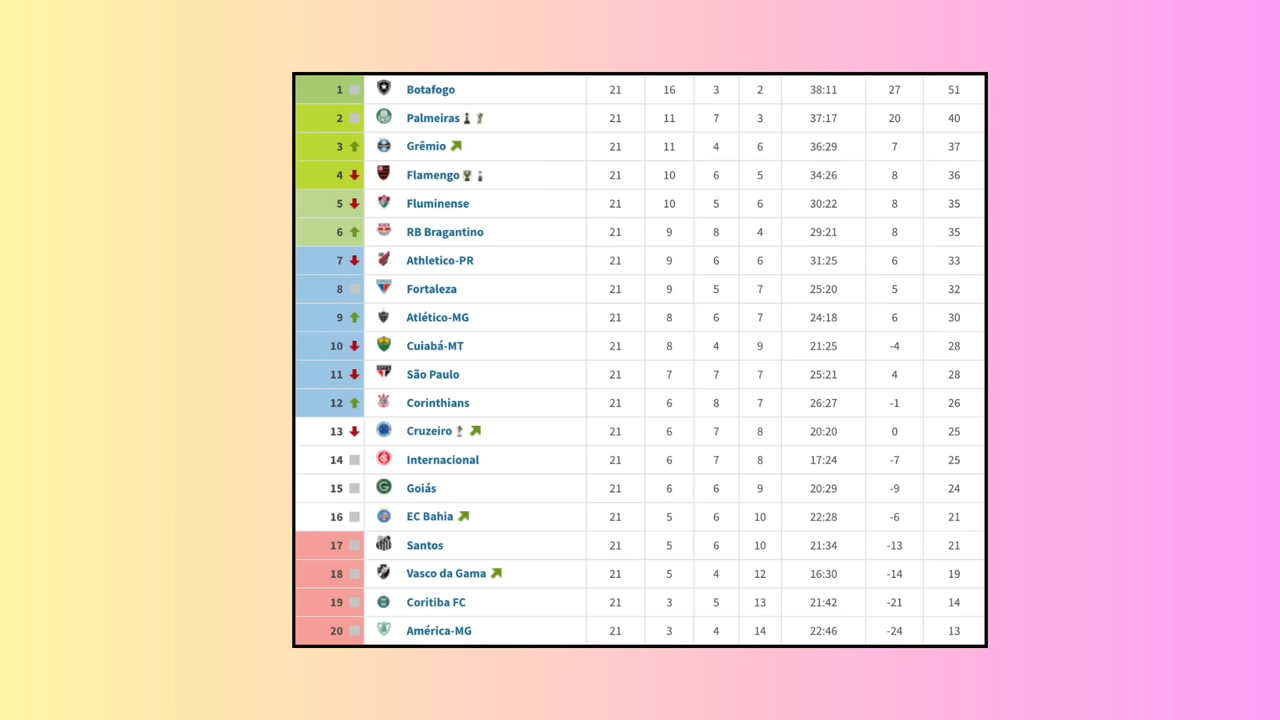 1 Botafogo 21 16 3 2 38:11 27 51
2 Palmeiras 21 11 7 3 37:17 20 40
3 Grêmio 21 11 4 6 36:29 7 37
4 Flamengo 21 10 6 5 34:26 8 36
5 Fluminense 21 10 5 6 30:22 8 35
6 RB Bragantino 21 9 8 4 29:21 8 35
7 Athletico-PR 21 9 6 6 31:25 6 33
8 Fortaleza 21 9 5 7 25:20 5 32
9 Atlético-MG 21 8 6 7 24:18 6 30
10 Cuiabá-MT 21 8 4 9 21:25 -4 28
11 São Paulo 21 7 7 7 25:21 4 28
12 Corinthians 21 6 8 7 26:27 -1 26
13 Cruzeiro 21 6 7 8 20:20 0 25
14 Internacional 21 6 7 8 17:24 -7 25
15 Goiás 21 6 6 9 20:29 -9 24
16 EC Bahia 21 5 6 10 22:28 -6 21
17 Santos 21 5 6 10 21:34 -13 21
18 Vasco da Gama 21 5 4 12 16:30 -14 19
19 Coritiba FC 21 3 5 13 21:42 -21 14
20 América-MG 21 3 4 14 22:46 -24 13